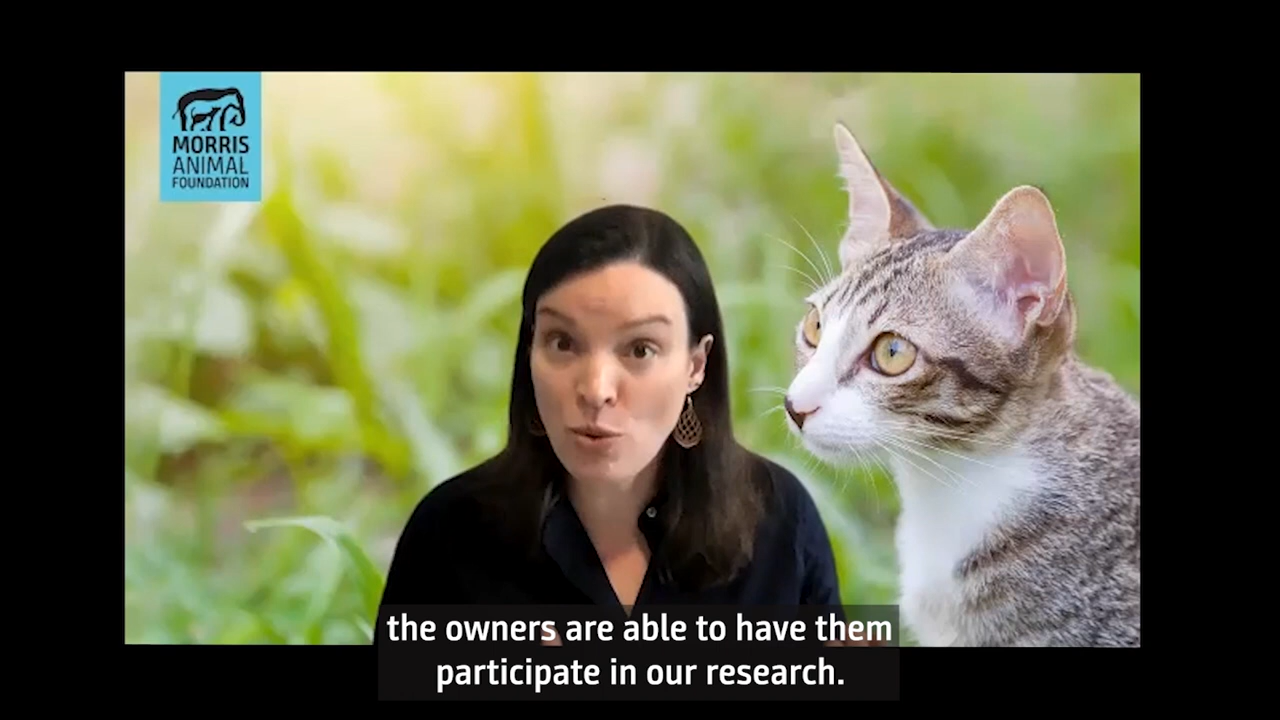 MORRIS
ANIMAL
FOUNDATION
the owners are able to have them
participate in our research.